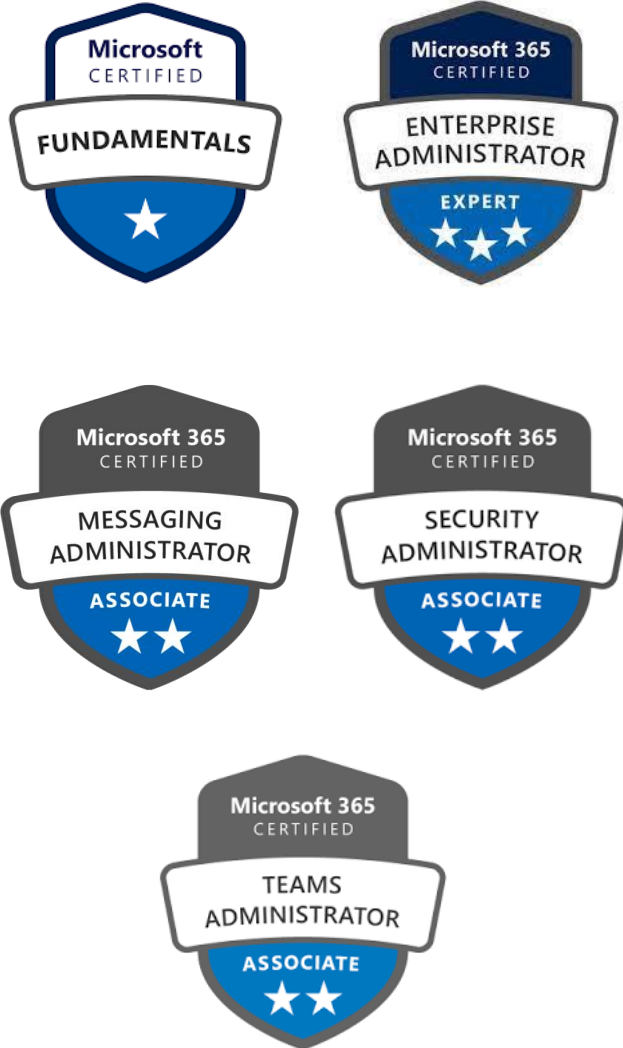 Microsoft
CERTIFIED
FUNDAMENTALS
Microsoft 365
CERTIFIED
ENTERPRISE
ADMINISTRATOR
EXPERT
Microsoft 365
CERTIFIED
MESSAGING
ADMINISTRATOR
ASSOCIATE
Microsoft 365
CERTIFIED
SECURITY
ADMINISTRATOR
ASSOCIATE
Microsoft 365
CERTIFIED
TEAMS
ADMINISTRATOR
ASSOCIATE